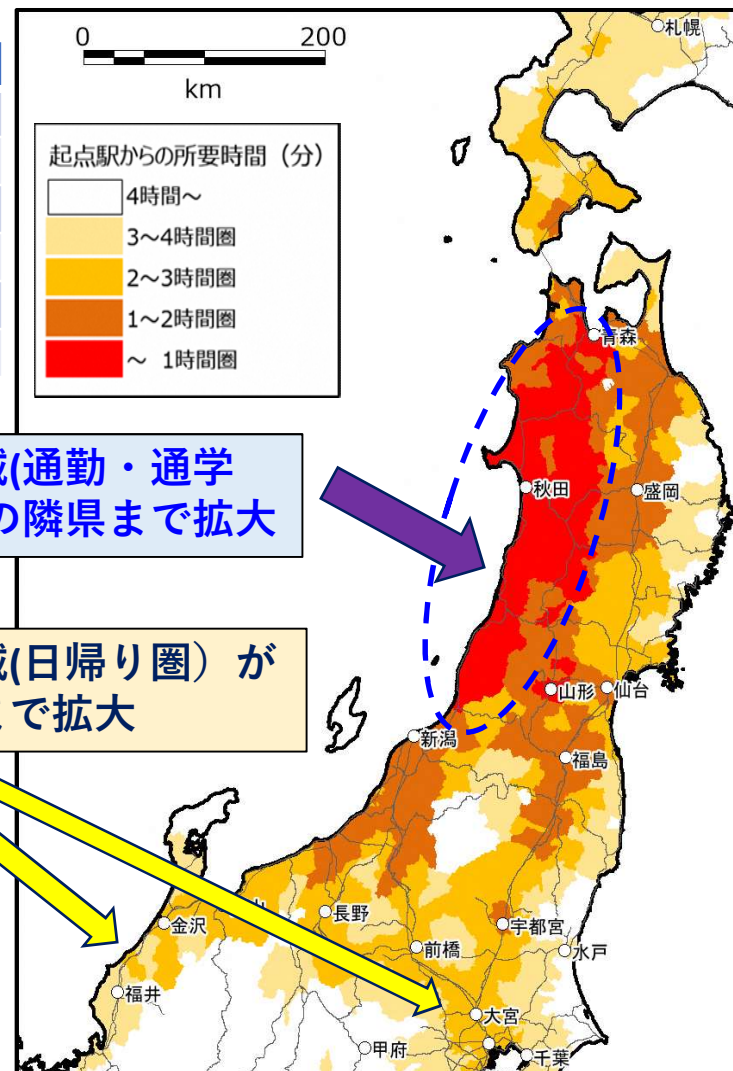 0 200
km
札幌
起点駅からの所要時間（分）
4時間～
3～4時間圏
2～3時間圏
1～2時間圏
～ 1時間圏
青森
(通勤・通学
の隣県まで拡大
秋田
盛岡
(日帰り圏）が
で拡大
山形
仙台
新潟
福島
金沢
長野
宇都宮
前橋
水戸
福井
大宮
甲府
千葉